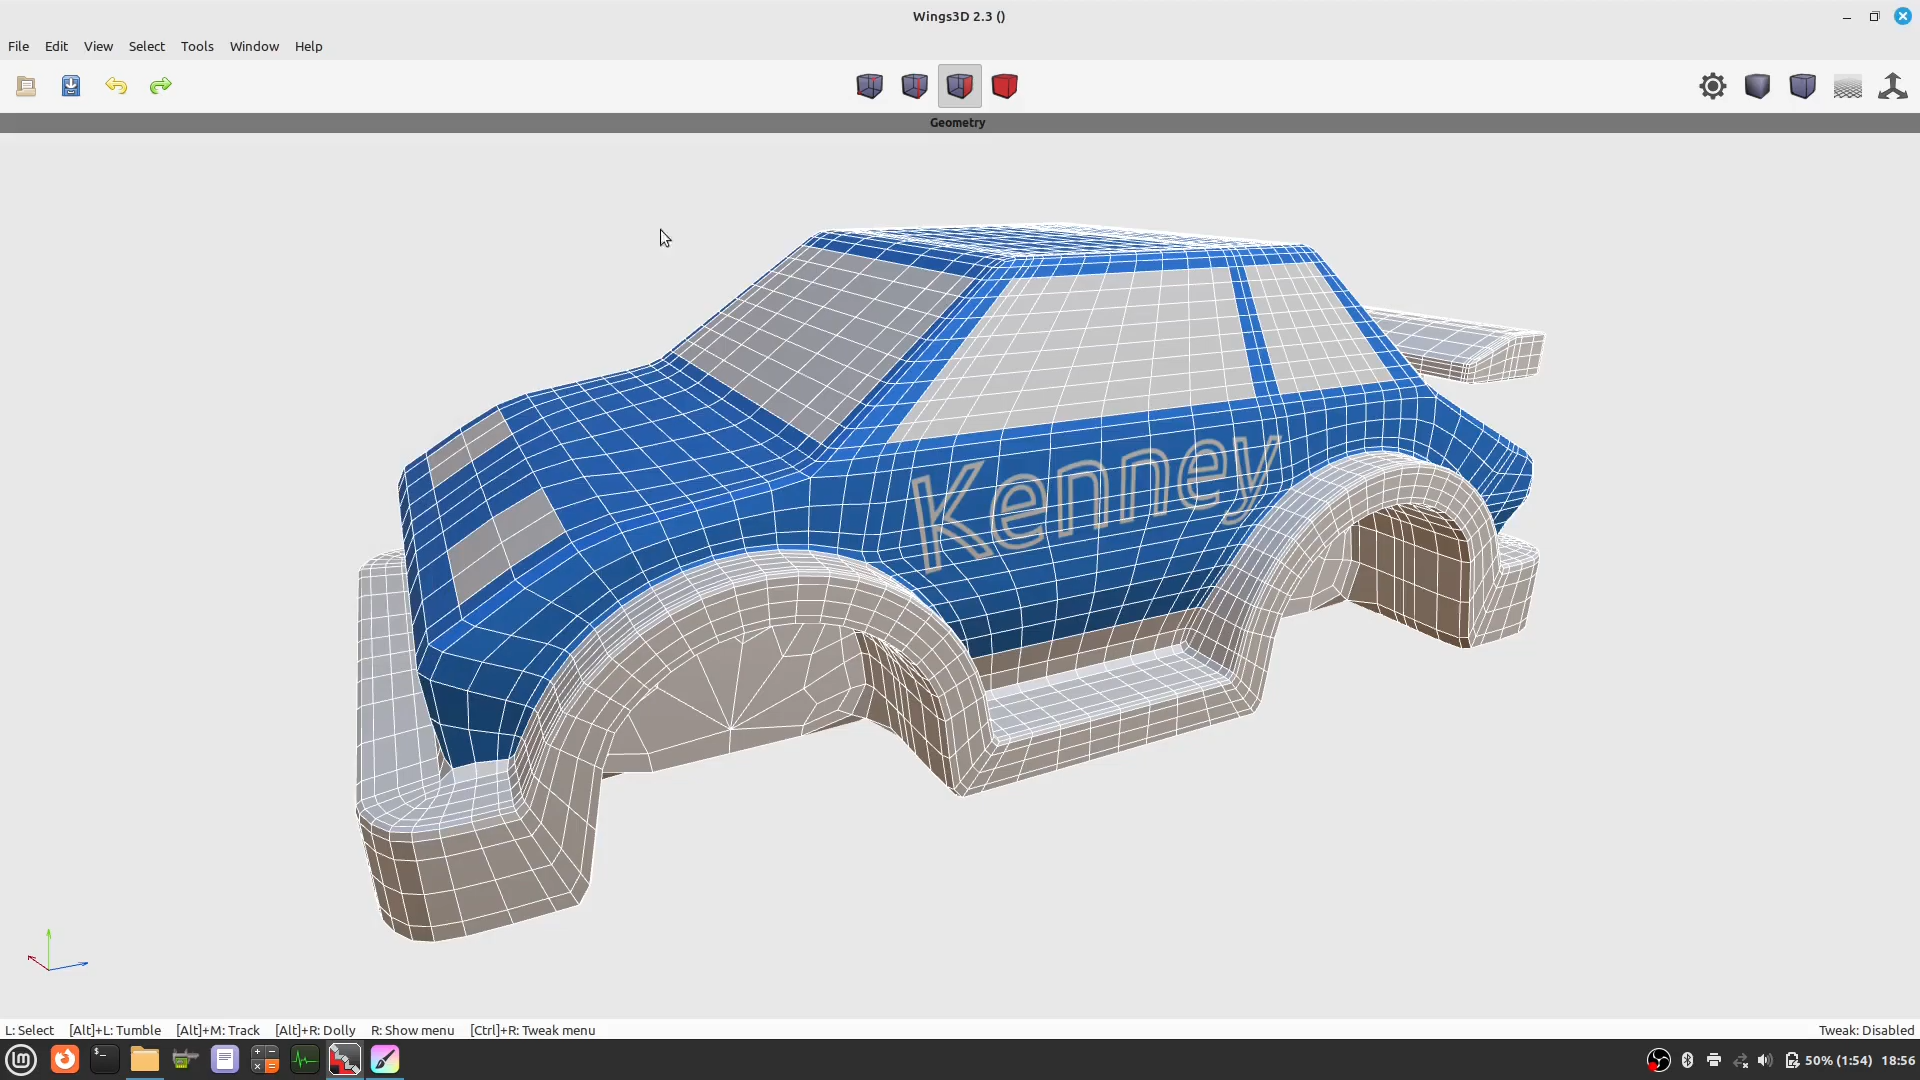 Wings3D 2.3 ()
File Edit View Select Tools Window Help
Geometry
Kenney
L: Select [Alt]+L: Tumble [Alt]+M: Track [Alt]+R: Dolly R: Show menu [Ctrl]+R: Tweak menu Tweak: Disabled
50% (1:54) 18:56